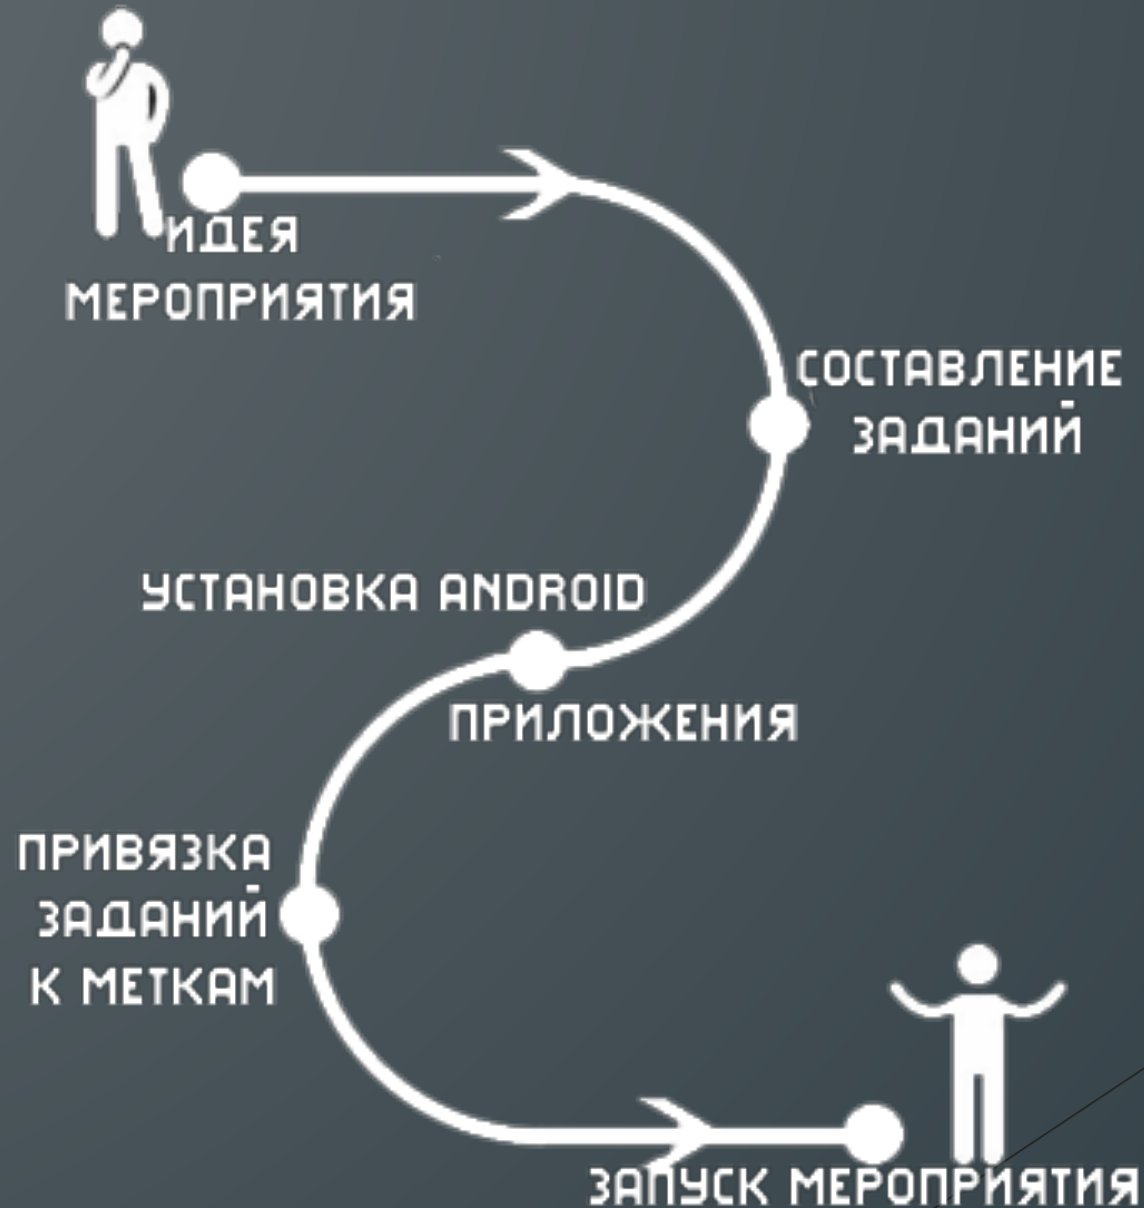 ИДЕЯ
МЕРОПРИЯТИЯ
СОСТАВЛЕНИЕ
ЗАДАНИЙ
УСТАНОВКА ANDROID
ПРИЛОЖЕНИЯ
ПРИВЯЗКА
ЗАДАНИЙ
К МЕТКАМ
ЗАПУСК МЕРОПРИЯТИЯ